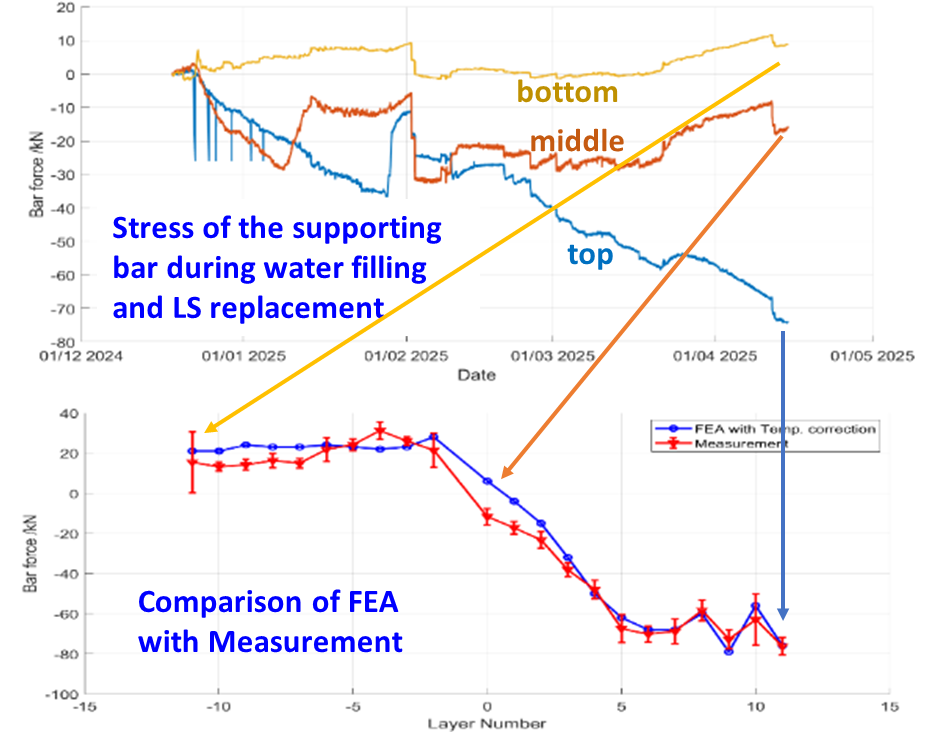 20
10
0
-10
-20
-30
-40
-50
-60
-70
-80
Bar force/kN
bottom
middle
top
Stress of the supporting
bar during water filling
and LS replacement
01/12 2024
01/01 2025
01/02 2025
01/03 2025
01/04 2025
01/05 2025
Date
40
20
0
-20
-40
-60
-80
-100
Bar force /kN
FEA with Temp. correction
Measurement
Comparison of FEA
with Measurement
-15
-10
-5
0
5
10
15
Layer Number